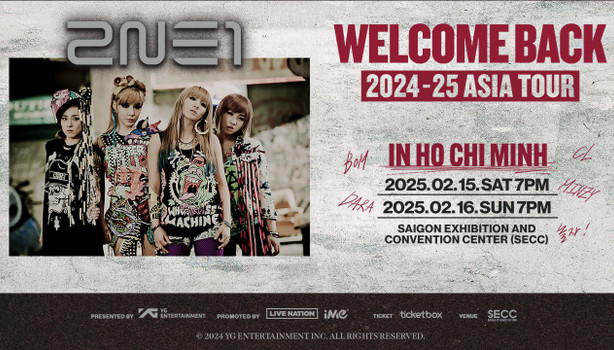 2NE1
WELCOME BACK
2024-25 ASIA TOUR
IN HO CHI MINH
BOM
CL
2025.02.15.SAT 7PM
MINZY
DARA
2025.02.16.SUN 7PM
놀자!
SAIGON EXHIBITION AND
CONVENTION CENTER (SECC)
PRESENTED BY YG ENTERTAINMENT PROMOTED BY LIVE NATION iMe TICKET ticketbox VENUE SECC
© 2024 YG ENTERTAINMENT INC. ALL RIGHTS RESERVED.